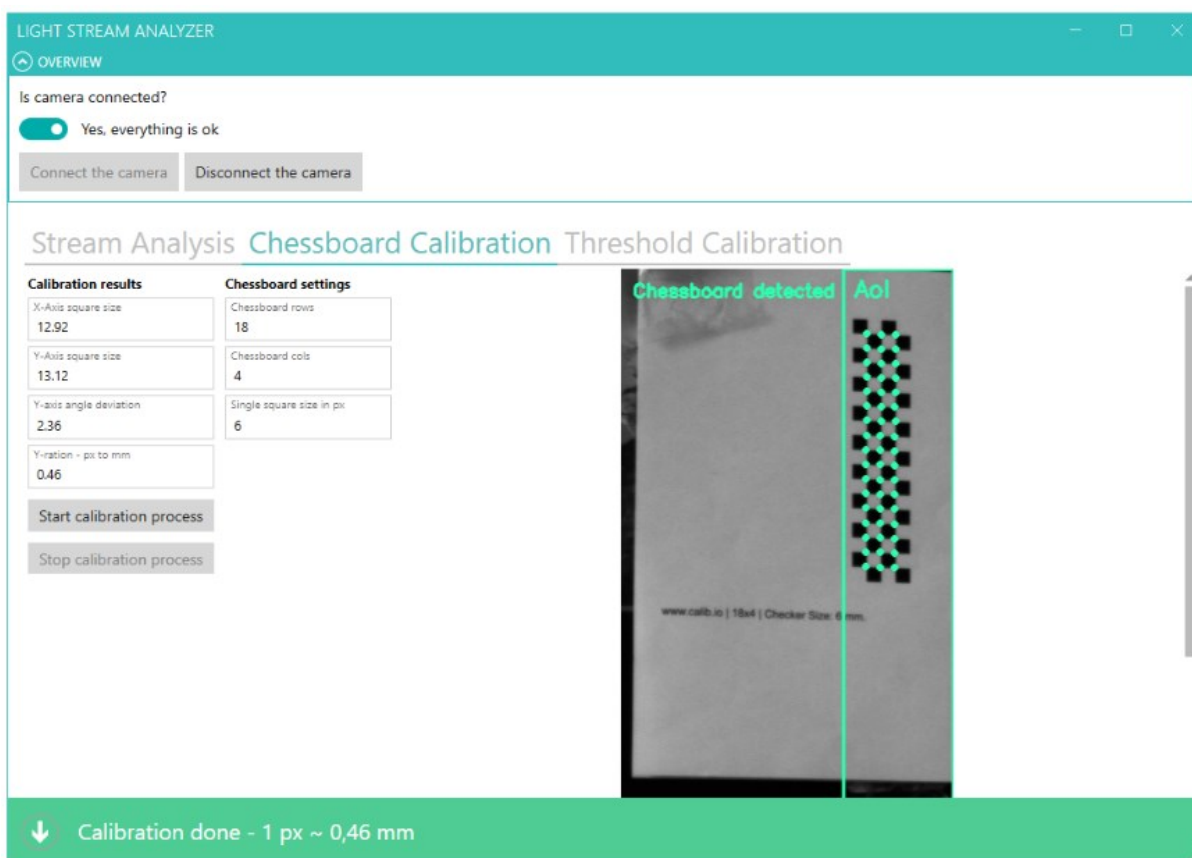 LIGHT STREAM ANALYZER
OVERVIEW
Is camera connected?
Yes, everything is ok
Connect the camera
Disconnect the camera
Stream Analysis
Chessboard Calibration
Threshold Calibration
Calibration results
X-Axis square size
12.92
Y-Axis square size
13.12
Y-axis angle deviation
2.36
Y-ration - px to mm
0.46
Start calibration process
Stop calibration process
Chessboard settings
Chessboard rows
18
Chessboard cols
4
Single square size in px
6
Chessboard detected
AoI
www.calib.io | 18x4 | Checker Size: 6 mm.
Calibration done - 1 px ~ 0,46 mm